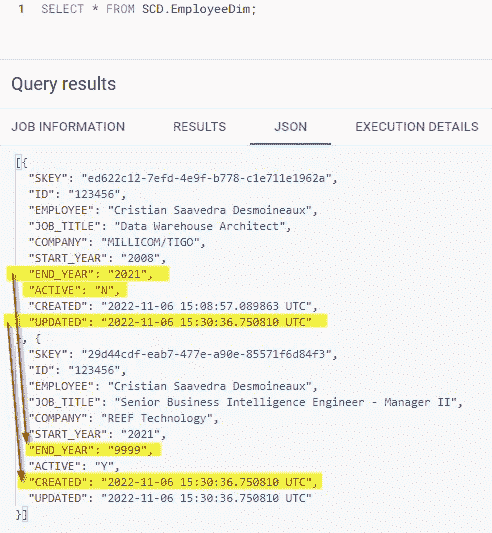 1 SELECT * FROM SCD.EmployeeDim;
Query results
JOB INFORMATION RESULTS JSON EXECUTION DETAILS
[{
"SKEY": "ed622c12-7efd-4e9f-b778-c1e711e1962a",
"ID": "123456",
"EMPLOYEE": "Cristian Saavedra Desmoineaux",
"JOB_TITLE": "Data Warehouse Architect",
"COMPANY": "MILLICOM/TIGO",
"START_YEAR": "2008",
"END_YEAR": "2021",
"ACTIVE": "N",
"CREATED": "2022-11-06 15:08:57.089863 UTC",
"UPDATED": "2022-11-06 15:30:36.750810 UTC"
}, {
"SKEY": "29d44cdf-eab7-477e-a90e-85571f6d84f3",
"ID": "123456",
"EMPLOYEE": "Cristian Saavedra Desmoineaux",
"JOB_TITLE": "Senior Business Intelligence Engineer - Manager II",
"COMPANY": "REEF Technology",
"START_YEAR": "2021",
"END_YEAR": "9999",
"ACTIVE": "Y",
"CREATED": "2022-11-06 15:30:36.750810 UTC",
"UPDATED": "2022-11-06 15:30:36.750810 UTC"
}]